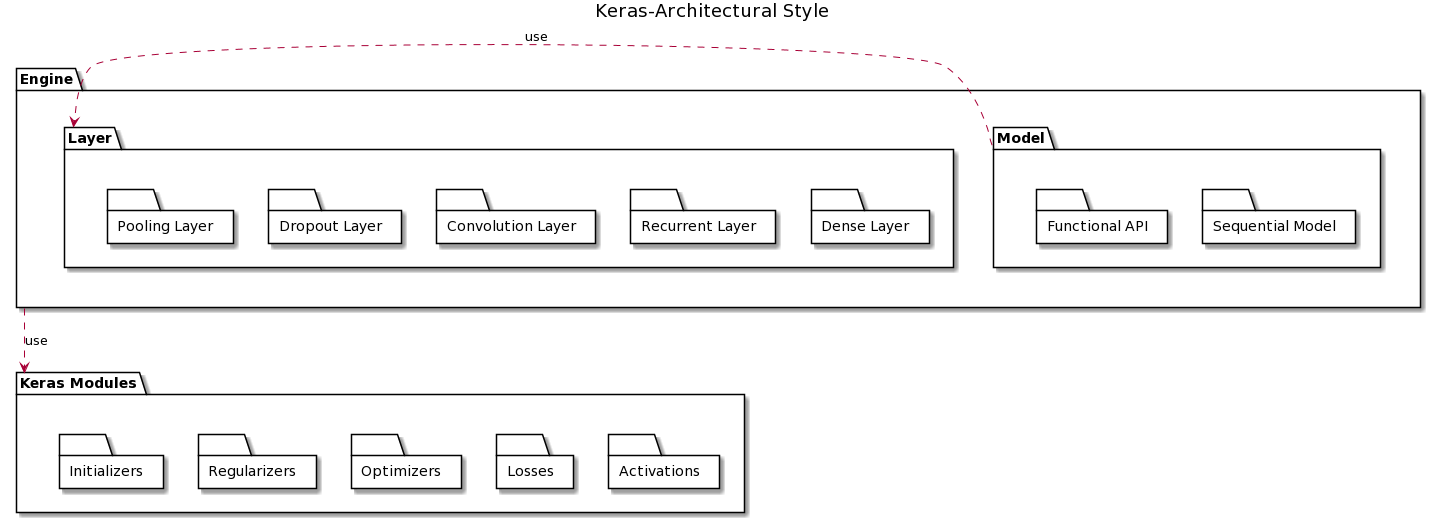 Keras-Architectural Style
use
Engine
Layer
Model
Pooling Layer
Dropout Layer
Convolution Layer
Recurrent Layer
Dense Layer
Functional API
Sequential Model
use
Keras Modules
Initializers
Regularizers
Optimizers
Losses
Activations